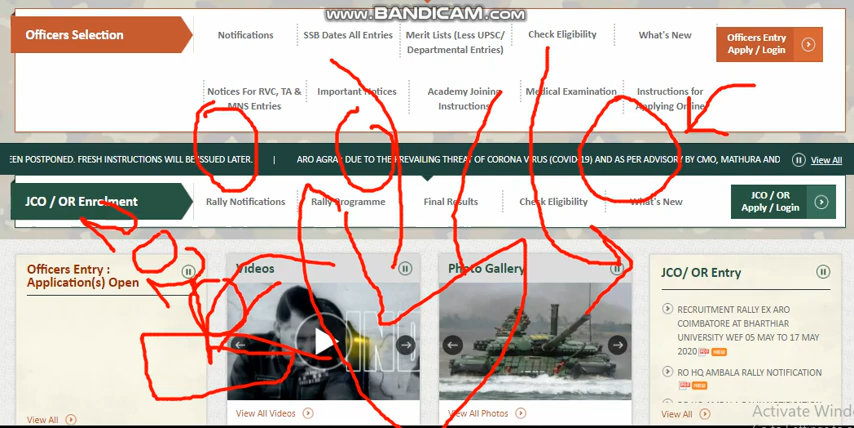 www.BANDICAM.com
Officers Selection
Notifications
SSB Dates All Entries
Merit Lists (Less UPSC/
Departmental Entries)
Check Eligibility
What's New
Officers Entry
Apply / Login
Notices For RVC, TA &
MNS Entries
Important Notices
Academy Joining
Instructions
Medical Examination
Instructions for
Applying Online
EEN POSTPONED. FRESH INSTRUCTIONS WILL BE ISSUED LATER. | ARO AGRA: DUE TO THE PREVAILING THREAT OF CORONA VIRUS (COVID-19) AND AS PER ADVISORY BY CMO, MATHURA AND
View All
JCO / OR Enrolment
Rally Notifications
Rally Programme
Final Results
Check Eligibility
What's New
JCO / OR
Apply / Login
Officers Entry :
Application(s) Open
View All
Videos
View All Videos
Photo Gallery
View All Photos
JCO/ OR Entry
RECRUITMENT RALLY EX ARO
COIMBATORE AT BHARTHIAR
UNIVERSITY WEF 05 MAY TO 17 MAY
2020 NEW
RO HQ AMBALA RALLY NOTIFICATION
NEW
View All
Activate Wind